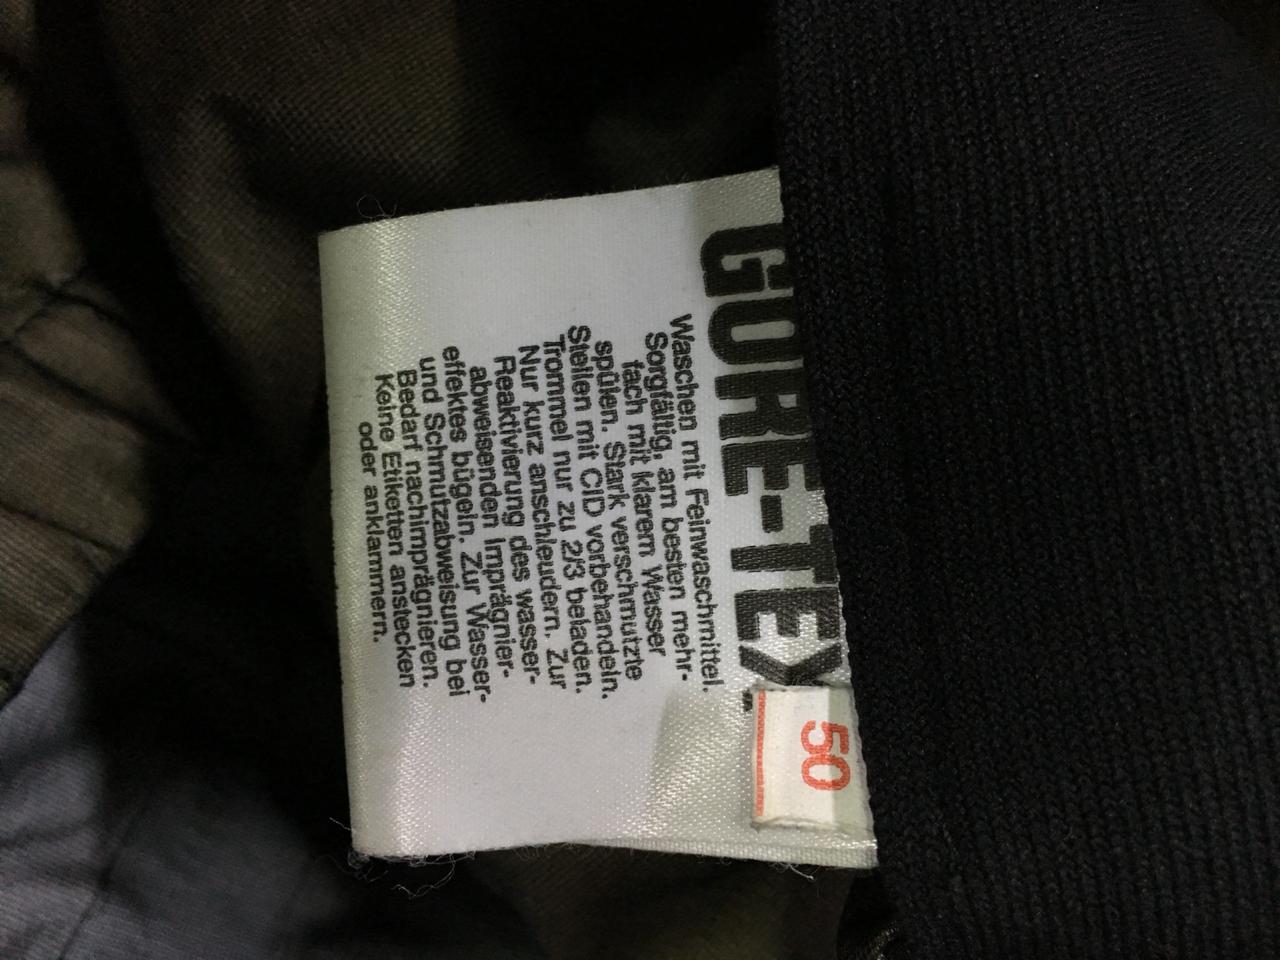 GORE-TEX
Waschen mit Feinwaschmittel.
Sorgfältig, am besten mehr-
fach mit klarem Wasser
spülen. Stark verschmutzte
Stellen mit CID vorbehandeln.
Trommel nur zu 2/3 beladen.
Nur kurz anschleudern. Zur
Reaktivierung des wasser-
abweisenden Imprägnier-
effektes bügeln. Zur Wasser-
und Schmutzabweisung bei
Bedarf nachimprägnieren.
Keine Etiketten anstecken
oder anklammern.
50